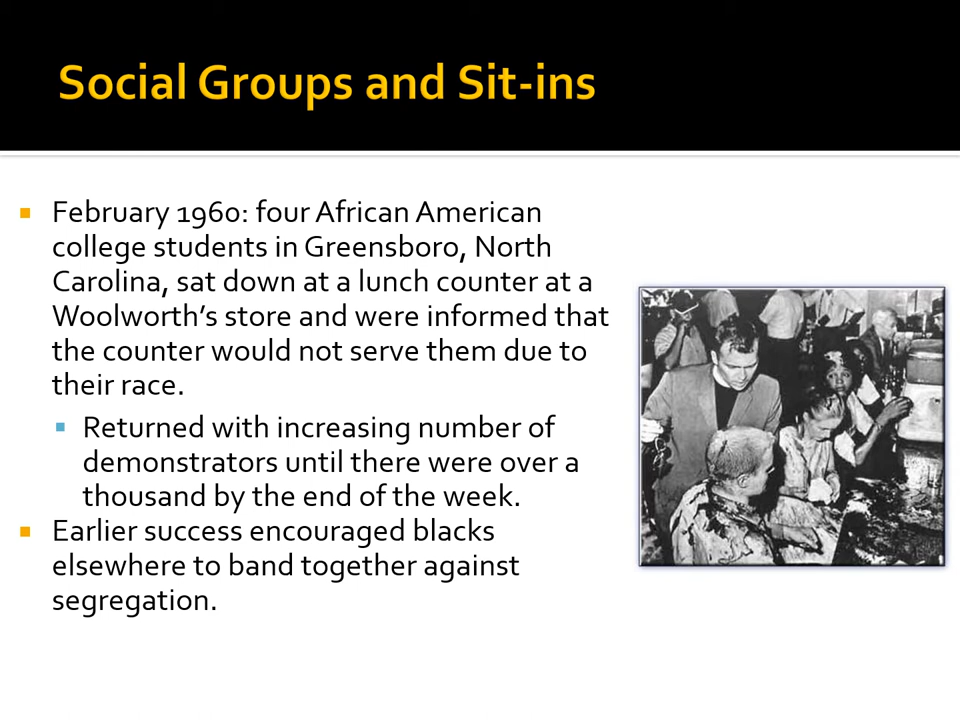 Social Groups and Sit-ins
February 1960: four African American
college students in Greensboro, North
Carolina, sat down at a lunch counter at a
Woolworth’s store and were informed that
the counter would not serve them due to
their race.
Returned with increasing number of
demonstrators until there were over a
thousand by the end of the week.
Earlier success encouraged blacks
elsewhere to band together against
segregation.